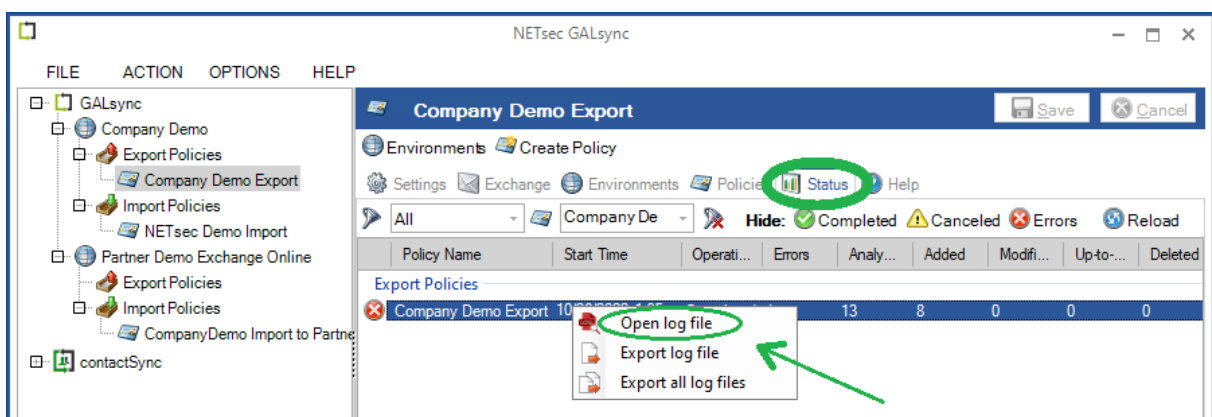 NETsec GALsync
FILE ACTION OPTIONS HELP
GALsync
Company Demo
Export Policies
Company Demo Export
Import Policies
NETsec Demo Import
Partner Demo Exchange Online
Export Policies
Import Policies
CompanyDemo Import to Partne
contactSync
Company Demo Export Save Cancel
Environments Create Policy
Settings Exchange Environments Policie Status Help
All Company De Hide: Completed Canceled Errors Reload
Policy Name Start Time Operati... Errors Analy... Added Modifi... Up-to-... Deleted
Export Policies
Company Demo Export 13 8 0 0 0
Open log file
Export log file
Export all log files